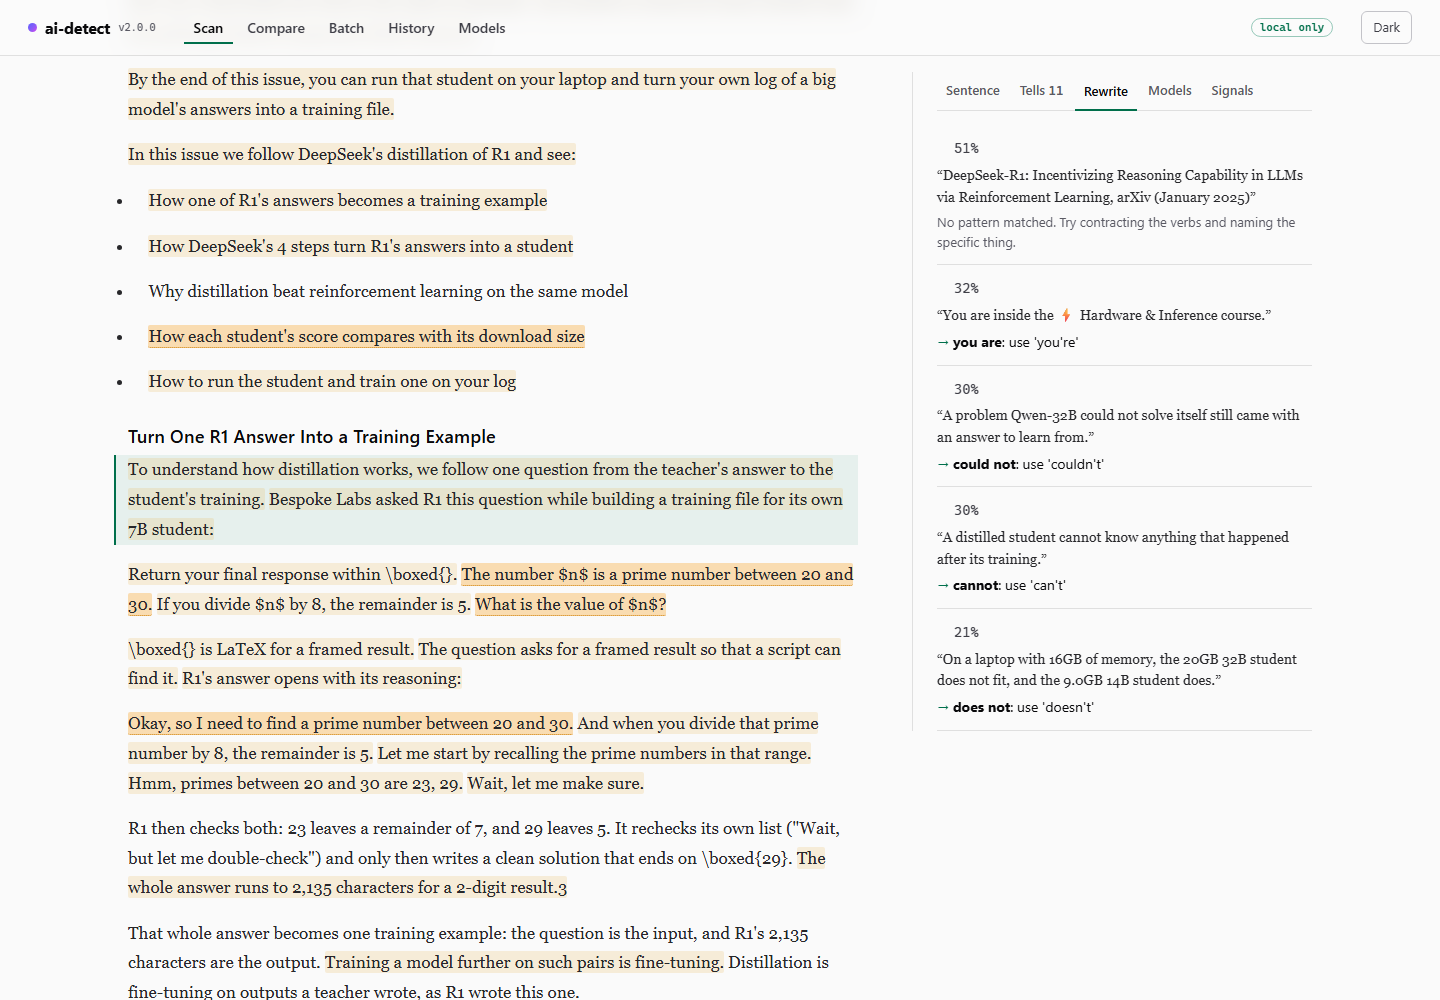 ai-detect v2.0.0 Scan Compare Batch History Models local only Dark
By the end of this issue, you can run that student on your laptop and turn your own log of a big
model's answers into a training file.
In this issue we follow DeepSeek's distillation of R1 and see:
• How one of R1's answers becomes a training example
• How DeepSeek's 4 steps turn R1's answers into a student
• Why distillation beat reinforcement learning on the same model
• How each student's score compares with its download size
• How to run the student and train one on your log
Turn One R1 Answer Into a Training Example
To understand how distillation works, we follow one question from the teacher's answer to the
student's training. Bespoke Labs asked R1 this question while building a training file for its own
7B student:
Return your final response within \boxed{}. The number $n$ is a prime number between 20 and
30. If you divide $n$ by 8, the remainder is 5. What is the value of $n$?
\boxed{} is LaTeX for a framed result. The question asks for a framed result so that a script can
find it. R1's answer opens with its reasoning:
Okay, so I need to find a prime number between 20 and 30. And when you divide that prime
number by 8, the remainder is 5. Let me start by recalling the prime numbers in that range.
Hmm, primes between 20 and 30 are 23, 29. Wait, let me make sure.
R1 then checks both: 23 leaves a remainder of 7, and 29 leaves 5. It rechecks its own list ("Wait,
but let me double-check") and only then writes a clean solution that ends on \boxed{29}. The
whole answer runs to 2,135 characters for a 2-digit result.3
That whole answer becomes one training example: the question is the input, and R1's 2,135
characters are the output. Training a model further on such pairs is fine-tuning. Distillation is
fine-tuning on outputs a teacher wrote, as R1 wrote this one.
Sentence Tells 11 Rewrite Models Signals
51%
“DeepSeek-R1: Incentivizing Reasoning Capability in LLMs
via Reinforcement Learning, arXiv (January 2025)”
No pattern matched. Try contracting the verbs and naming the
specific thing.
32%
“You are inside the ⚡ Hardware & Inference course.”
→ you are: use 'you're'
30%
“A problem Qwen-32B could not solve itself still came with
an answer to learn from.”
→ could not: use 'couldn't'
30%
“A distilled student cannot know anything that happened
after its training.”
→ cannot: use 'can't'
21%
“On a laptop with 16GB of memory, the 20GB 32B student
does not fit, and the 9.0GB 14B student does.”
→ does not: use 'doesn't'